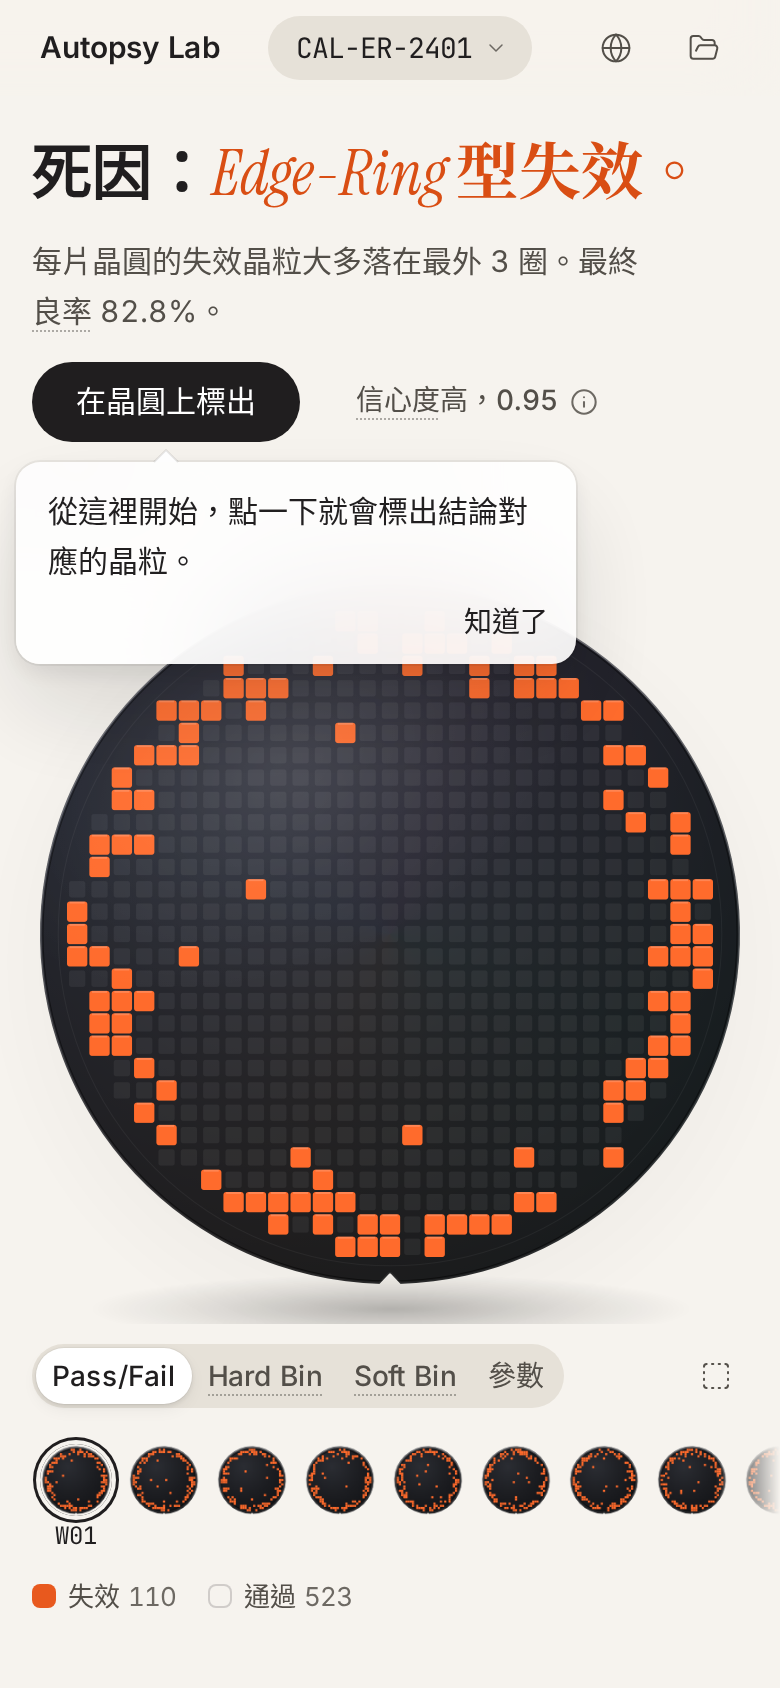 Autopsy Lab
CAL-ER-2401
死因：Edge-Ring 型失效。
每片晶圓的失效晶粒大多落在最外 3 圈。最終
良率 82.8%。
在晶圓上標出
信心度高，0.95
從這裡開始，點一下就會標出結論對
應的晶粒。
知道了
Pass/Fail
Hard Bin
Soft Bin
參數
W01
失效 110
通過 523